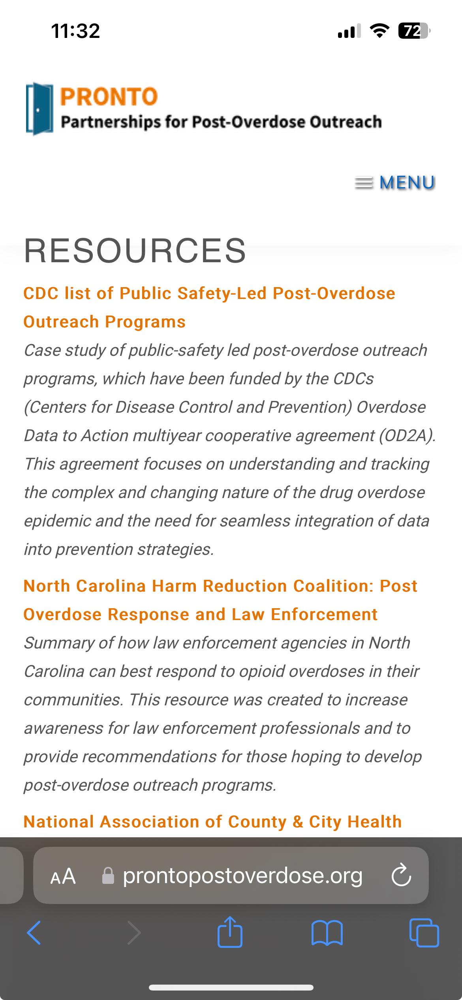 11:32
72
PRONTO
Partnerships for Post-Overdose Outreach
MENU
RESOURCES
CDC list of Public Safety-Led Post-Overdose
Outreach Programs
Case study of public-safety led post-overdose outreach
programs, which have been funded by the CDCs
(Centers for Disease Control and Prevention) Overdose
Data to Action multiyear cooperative agreement (OD2A).
This agreement focuses on understanding and tracking
the complex and changing nature of the drug overdose
epidemic and the need for seamless integration of data
into prevention strategies.
North Carolina Harm Reduction Coalition: Post
Overdose Response and Law Enforcement
Summary of how law enforcement agencies in North
Carolina can best respond to opioid overdoses in their
communities. This resource was created to increase
awareness for law enforcement professionals and to
provide recommendations for those hoping to develop
post-overdose outreach programs.
National Association of County & City Health
AA prontopostoverdose.org